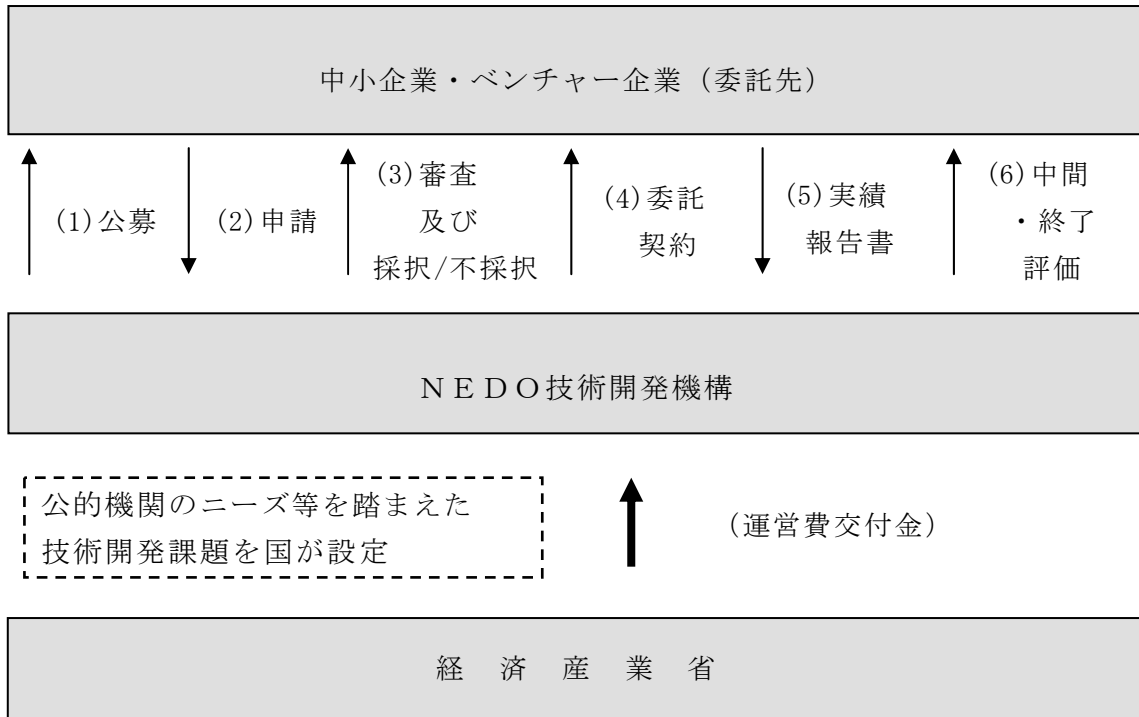 中小企業・ベンチャー企業（委託先）
(1)公募
(2)申請
(3)審査
及び
採択/不採択
(4)委託
契約
(5)実績
報告書
(6)中間
・終了
評価
ＮＥＤＯ技術開発機構
公的機関のニーズ等を踏まえた
技術開発課題を国が設定
（運営費交付金）
経　済　産　業　省